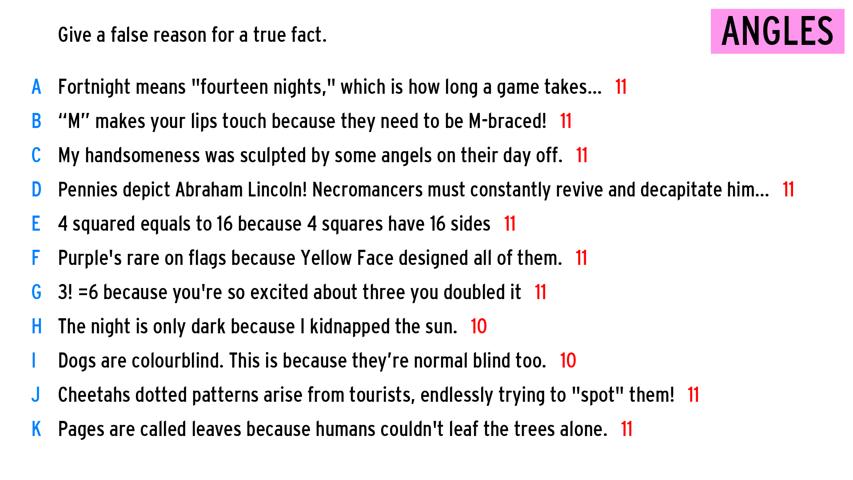 Give a false reason for a true fact.
ANGLES
A Fortnight means "fourteen nights," which is how long a game takes... 11
B “M” makes your lips touch because they need to be M-braced! 11
C My handsomeness was sculpted by some angels on their day off. 11
D Pennies depict Abraham Lincoln! Necromancers must constantly revive and decapitate him... 11
E 4 squared equals to 16 because 4 squares have 16 sides 11
F Purple's rare on flags because Yellow Face designed all of them. 11
G 3! =6 because you're so excited about three you doubled it 11
H The night is only dark because I kidnapped the sun. 10
I Dogs are colourblind. This is because they’re normal blind too. 10
J Cheetahs dotted patterns arise from tourists, endlessly trying to "spot" them! 11
K Pages are called leaves because humans couldn't leaf the trees alone. 11